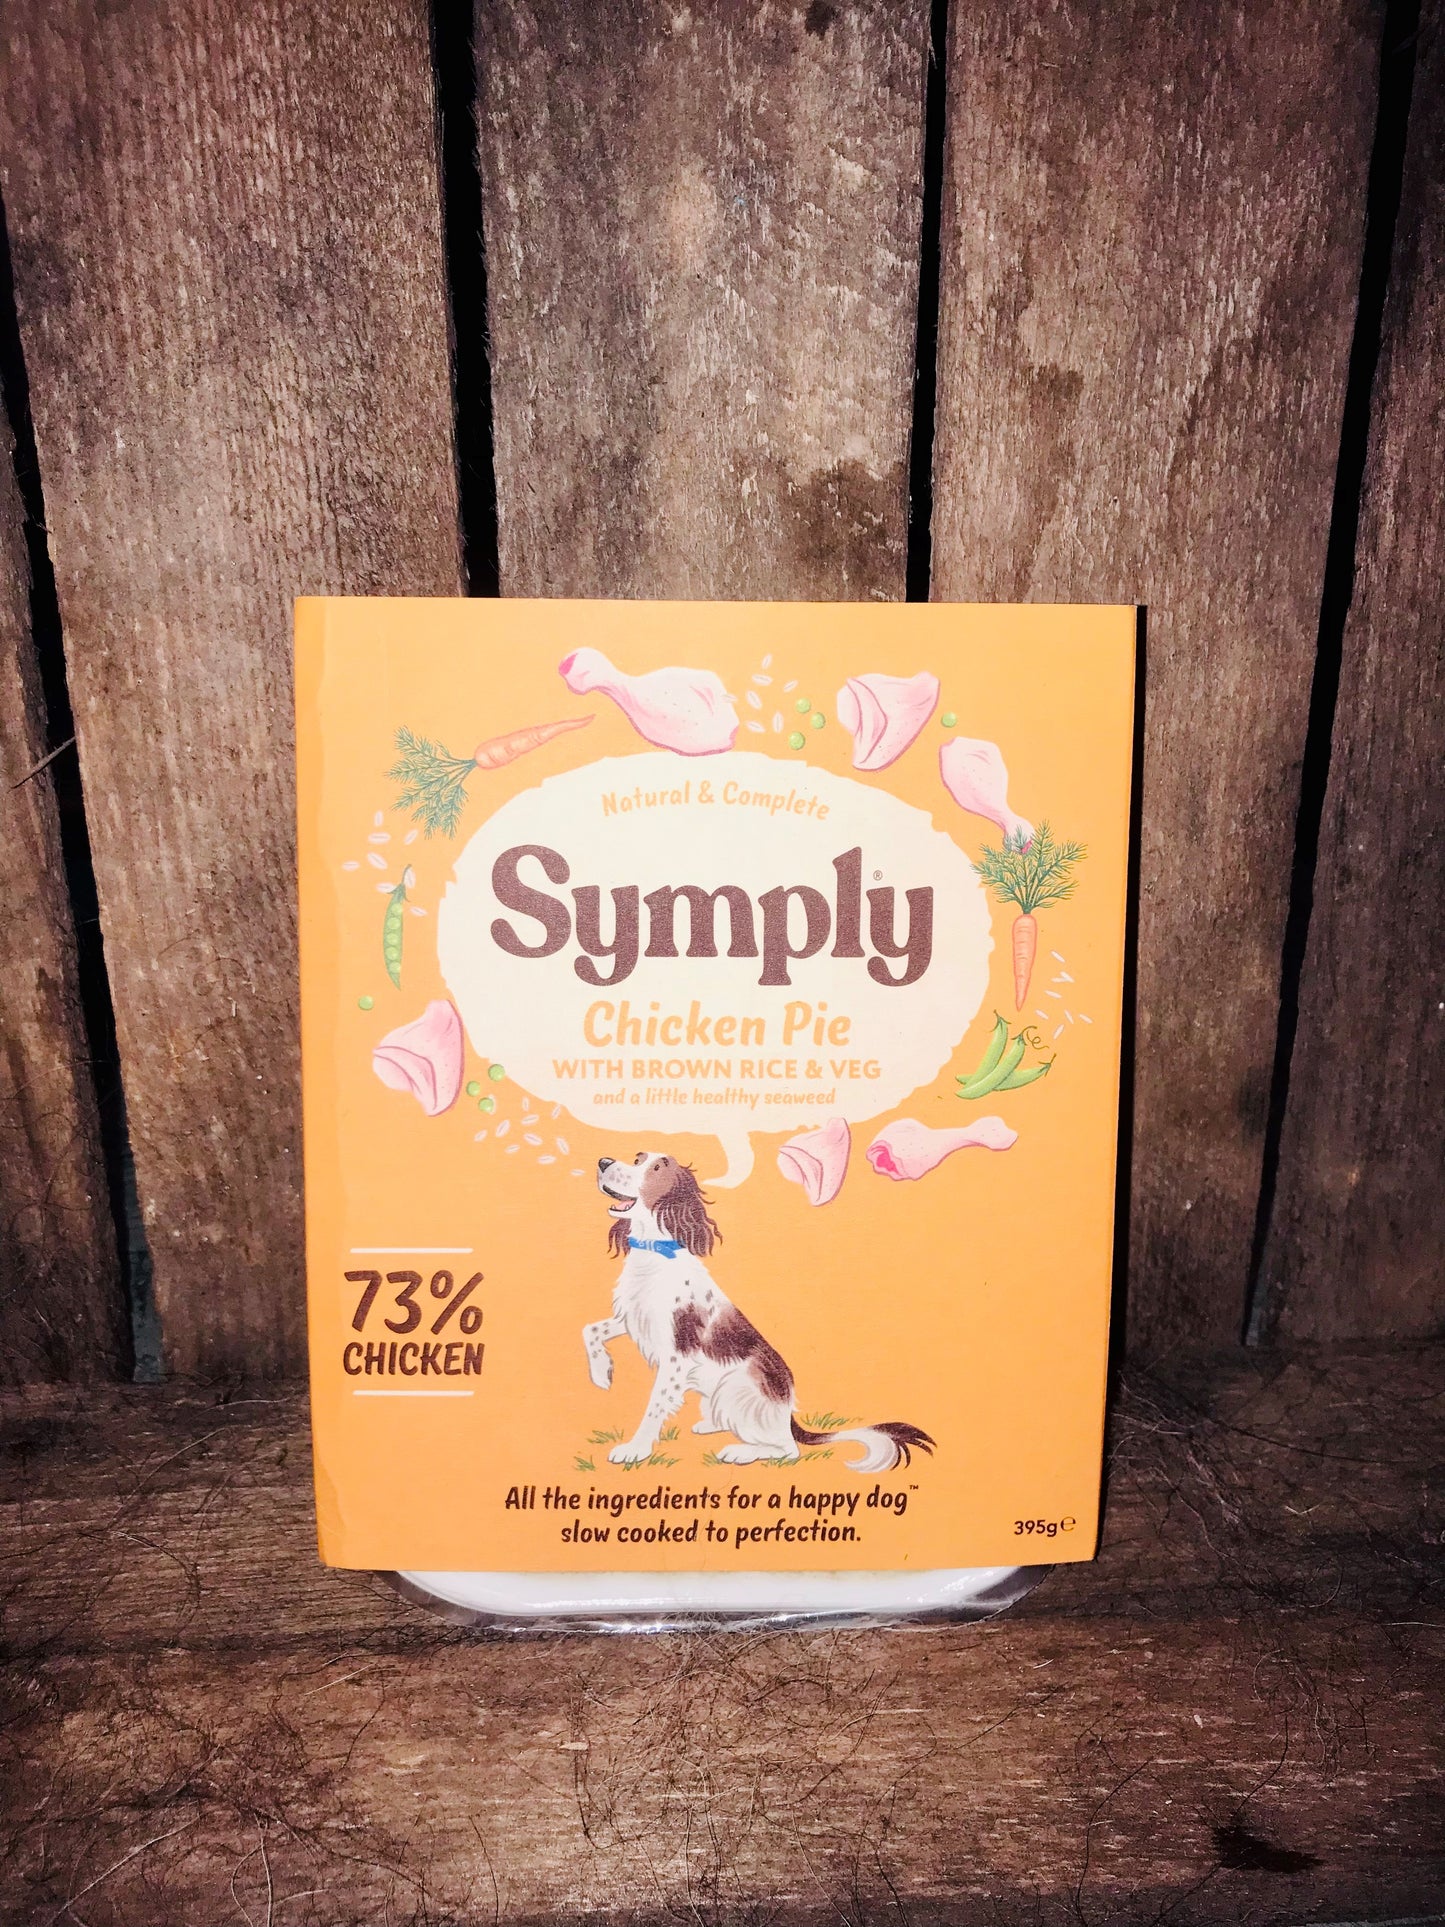 Natural & Complete
Symply®
Chicken Pie
WITH BROWN RICE & VEG
and a little healthy seaweed
73%
CHICKEN
All the ingredients for a happy dog™
slow cooked to perfection.
395g℮